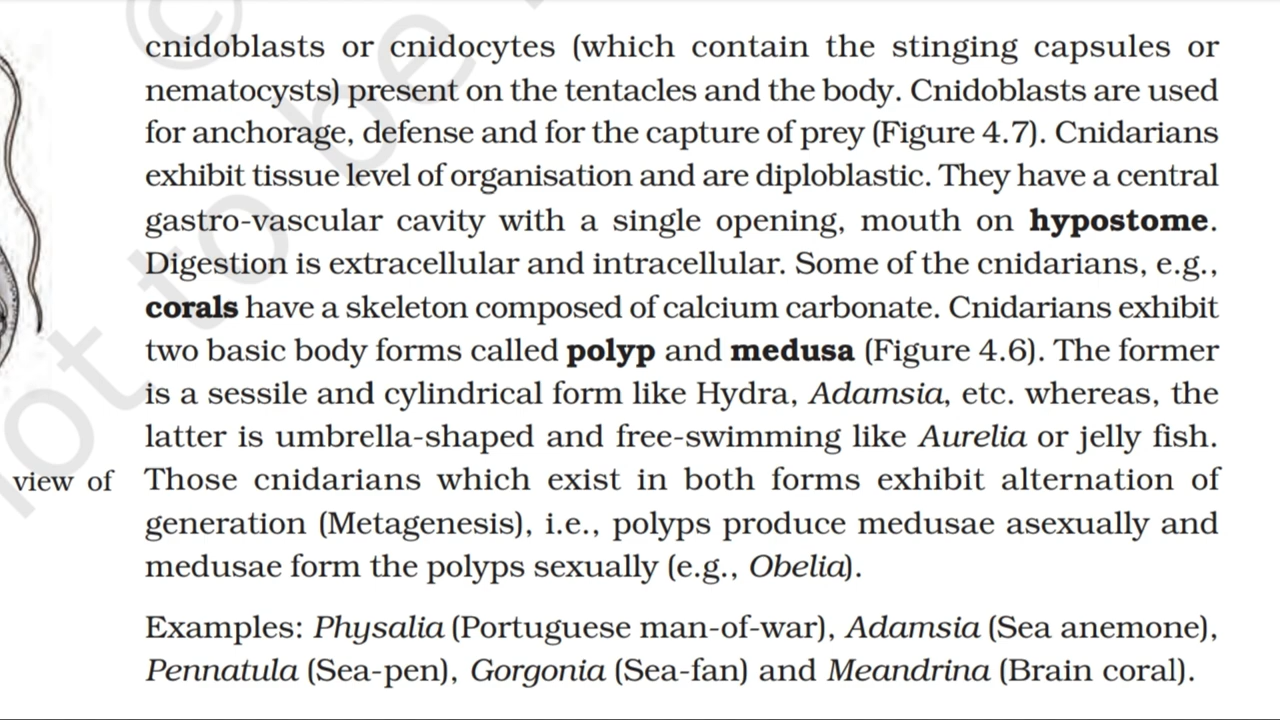 cnidoblasts or cnidocytes (which contain the stinging capsules or
nematocysts) present on the tentacles and the body. Cnidoblasts are used
for anchorage, defense and for the capture of prey (Figure 4.7). Cnidarians
exhibit tissue level of organisation and are diploblastic. They have a central
gastro-vascular cavity with a single opening, mouth on hypostome.
Digestion is extracellular and intracellular. Some of the cnidarians, e.g.,
corals have a skeleton composed of calcium carbonate. Cnidarians exhibit
two basic body forms called polyp and medusa (Figure 4.6). The former
is a sessile and cylindrical form like Hydra, Adamsia, etc. whereas, the
latter is umbrella-shaped and free-swimming like Aurelia or jelly fish.
Those cnidarians which exist in both forms exhibit alternation of
generation (Metagenesis), i.e., polyps produce medusae asexually and
medusae form the polyps sexually (e.g., Obelia).
Examples: Physalia (Portuguese man-of-war), Adamsia (Sea anemone),
Pennatula (Sea-pen), Gorgonia (Sea-fan) and Meandrina (Brain coral).
view of
©
not to be